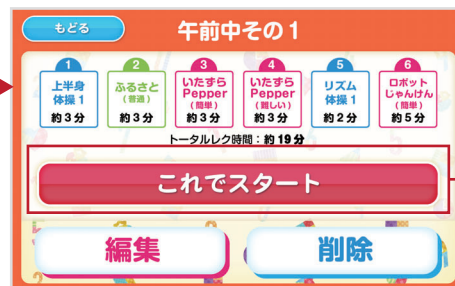 もどる
午前中その1
1
上半身
体操1
約3分
2
ふるさと
(普通)
約3分
3
いたずら
Pepper
(簡単)
約3分
4
いたずら
Pepper
(難しい)
約3分
5
リズム
体操1
約2分
6
ロボット
じゃんけん
(簡単)
約5分
トータルレク時間：約19分
これでスタート
編集
削除